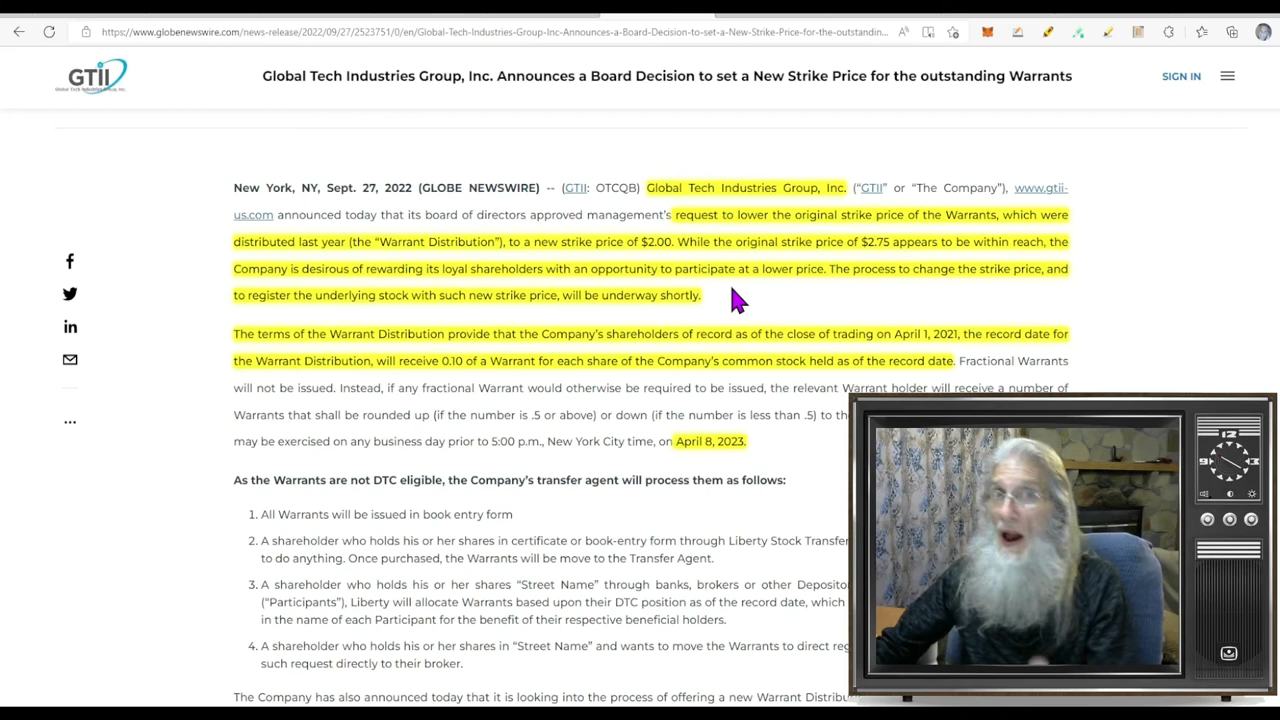 https://www.globenewswire.com/news-release/2022/09/27/2523751/0/en/Global-Tech-Industries-Group-Inc-Announces-a-Board-Decision-to-set-a-New-Strike-Price-for-the-outstandin...
GTII
Global Tech Industries Group, Inc.
Global Tech Industries Group, Inc. Announces a Board Decision to set a New Strike Price for the outstanding Warrants
SIGN IN
New York, NY, Sept. 27, 2022 (GLOBE NEWSWIRE) -- (GTII: OTCQB) Global Tech Industries Group, Inc. (“GTII” or “The Company”), www.gtii-
us.com announced today that its board of directors approved management’s request to lower the original strike price of the Warrants, which were
distributed last year (the “Warrant Distribution”), to a new strike price of $2.00. While the original strike price of $2.75 appears to be within reach, the
Company is desirous of rewarding its loyal shareholders with an opportunity to participate at a lower price. The process to change the strike price, and
to register the underlying stock with such new strike price, will be underway shortly.
The terms of the Warrant Distribution provide that the Company’s shareholders of record as of the close of trading on April 1, 2021, the record date for
the Warrant Distribution, will receive 0.10 of a Warrant for each share of the Company’s common stock held as of the record date. Fractional Warrants
will not be issued. Instead, if any fractional Warrant would otherwise be required to be issued, the relevant Warrant holder will receive a number of
Warrants that shall be rounded up (if the number is .5 or above) or down (if the number is less than .5) to the
may be exercised on any business day prior to 5:00 p.m., New York City time, on April 8, 2023.
As the Warrants are not DTC eligible, the Company’s transfer agent will process them as follows:
1. All Warrants will be issued in book entry form
2. A shareholder who holds his or her shares in certificate or book-entry form through Liberty Stock Transfer
to do anything. Once purchased, the Warrants will be move to the Transfer Agent.
3. A shareholder who holds his or her shares “Street Name” through banks, brokers or other Depositor
(“Participants”), Liberty will allocate Warrants based upon their DTC position as of the record date, which
in the name of each Participant for the benefit of their respective beneficial holders.
4. A shareholder who holds his or her shares in “Street Name” and wants to move the Warrants to direct reg
such request directly to their broker.
The Company has also announced today that it is looking into the process of offering a new Warrant Distribu
12
9 3